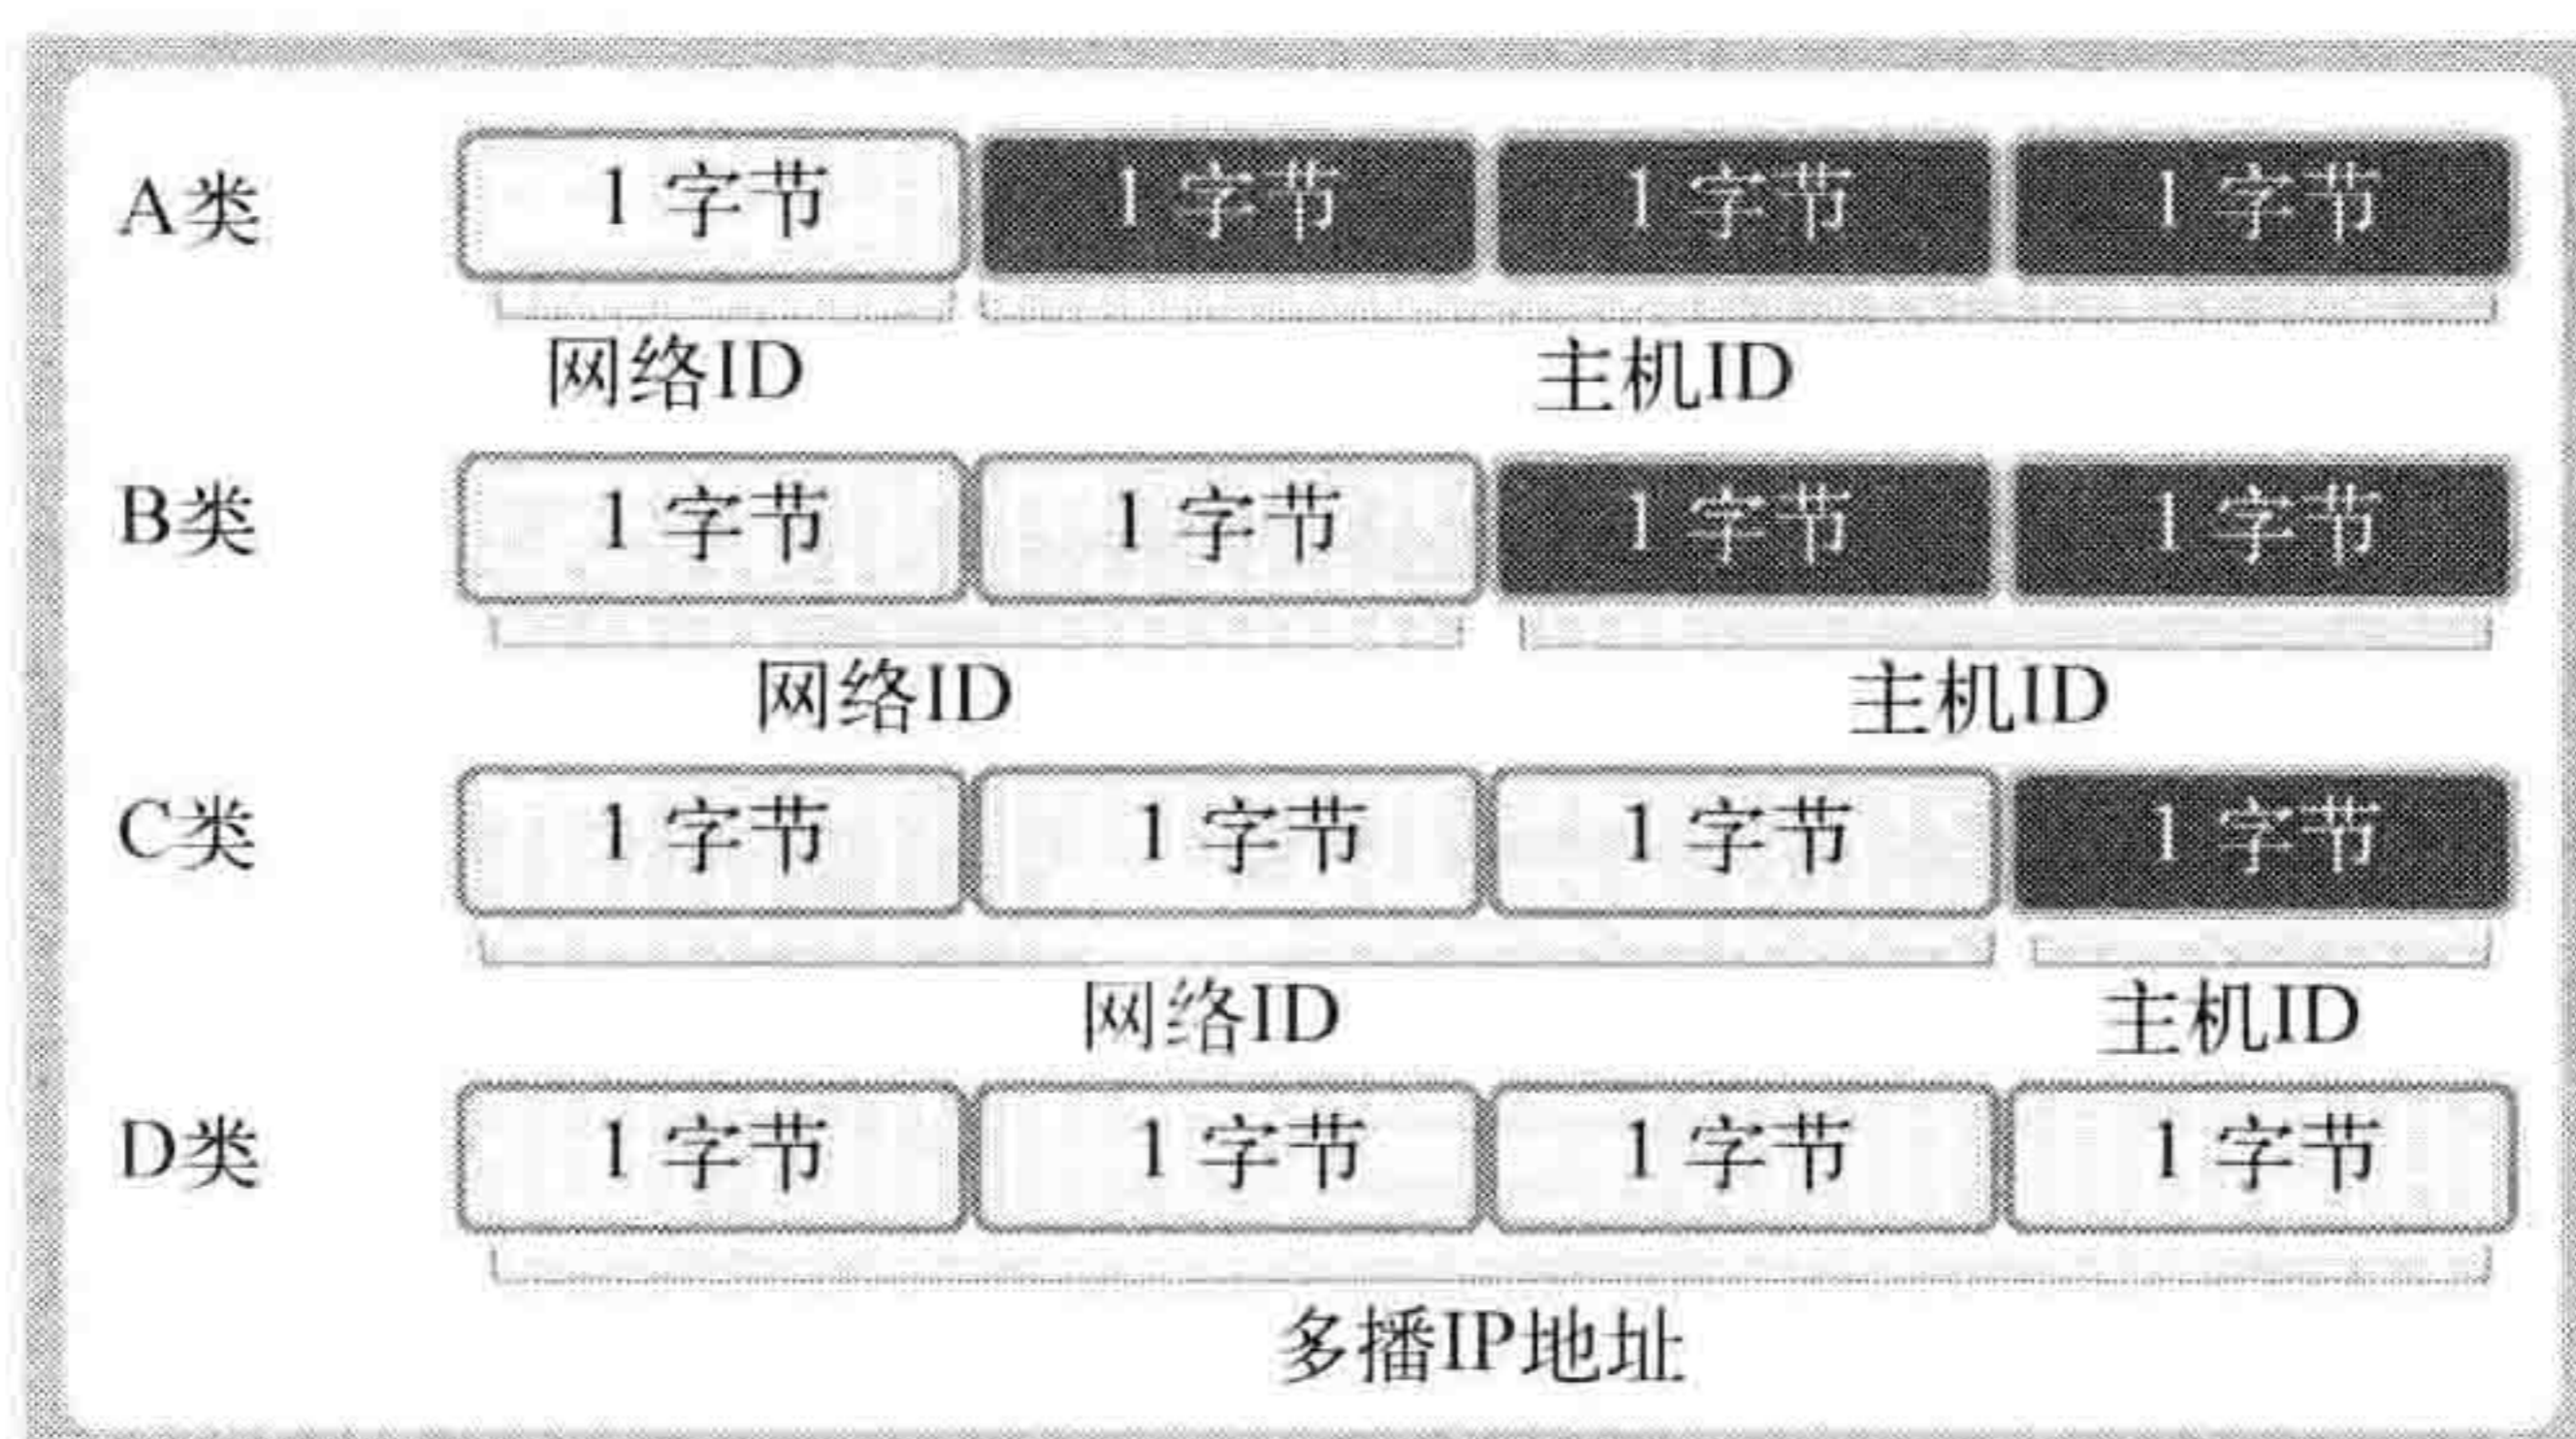 A类 1 字节 1 字节 1 字节 1 字节
网络ID 主机ID
B类 1 字节 1 字节 1 字节 1 字节
网络ID 主机ID
C类 1 字节 1 字节 1 字节 1 字节
网络ID 主机ID
D类 1 字节 1 字节 1 字节 1 字节
多播IP地址